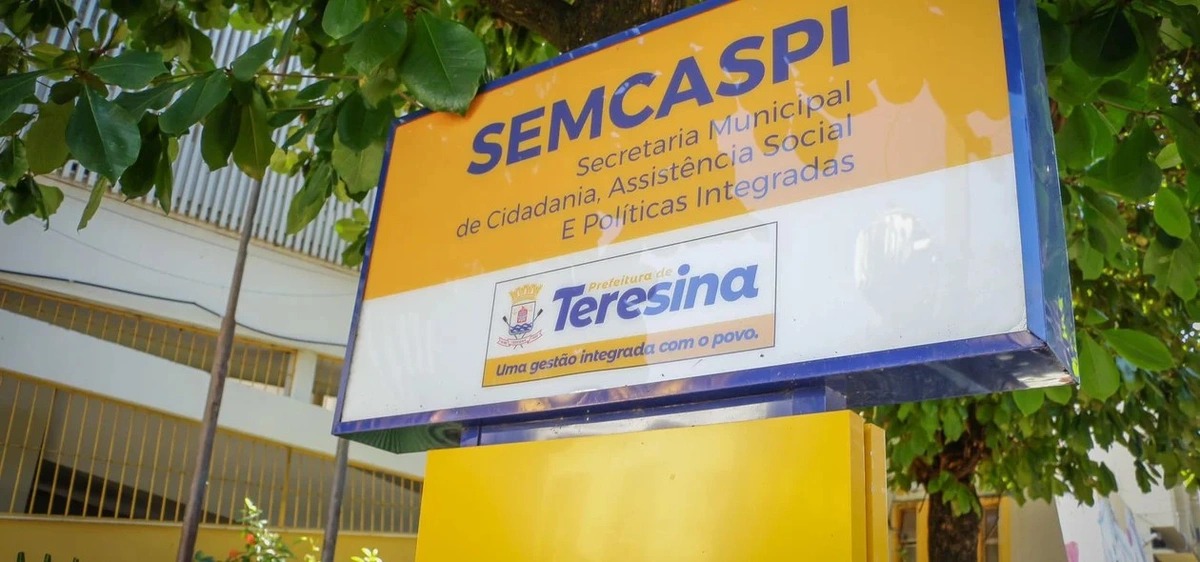 SEMCASPI
Secretaria Municipal
de Cidadania, Assistência Social
E Políticas Integradas
Prefeitura de
Teresina
Uma gestão integrada com o povo.